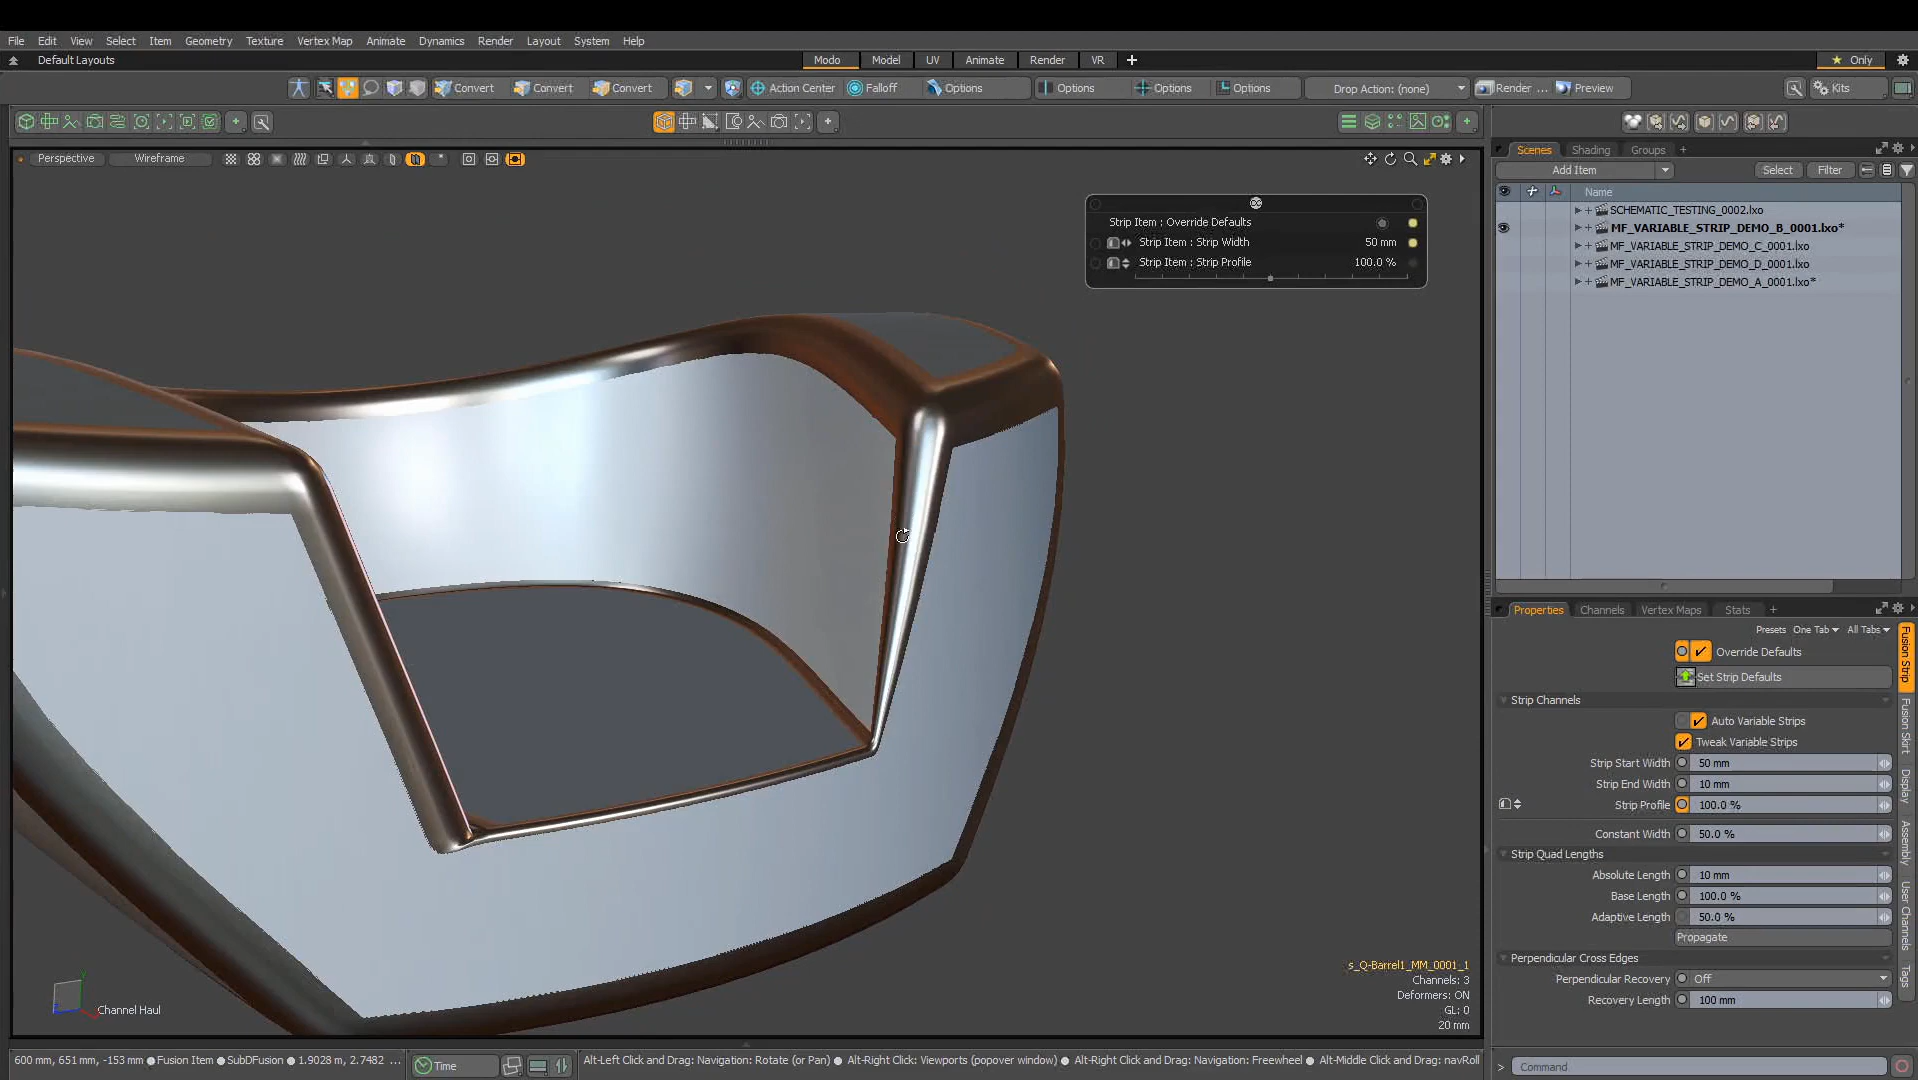 File Edit View Select Item Geometry Texture Vertex Map Animate Dynamics Render Layout System Help
Default Layouts Modo Model UV Animate Render VR Only
Convert Convert Convert Action Center Falloff Options Options Options Options Drop Action: (none) Render ... Preview Kits
Perspective Wireframe
Scenes Shading Groups
Add Item Select Filter
Name
SCHEMATIC_TESTING_0002.lxo
MF_VARIABLE_STRIP_DEMO_B_0001.lxo*
MF_VARIABLE_STRIP_DEMO_C_0001.lxo
MF_VARIABLE_STRIP_DEMO_D_0001.lxo
MF_VARIABLE_STRIP_DEMO_A_0001.lxo*
Strip Item : Override Defaults
Strip Item : Strip Width 50 mm
Strip Item : Strip Profile 100.0 %
Properties Channels Vertex Maps Stats
Presets One Tab All Tabs
Override Defaults
Set Strip Defaults
Strip Channels
Auto Variable Strips
Tweak Variable Strips
Strip Start Width 50 mm
Strip End Width 10 mm
Strip Profile 100.0 %
Constant Width 50.0 %
Strip Quad Lengths
Absolute Length 10 mm
Base Length 100.0 %
Adaptive Length 50.0 %
Propagate
Perpendicular Cross Edges
Perpendicular Recovery Off
Recovery Length 100 mm
Fusion Strip
Fusion Skirt
Display
Assembly
User Channels
Tags
s_Q-Barrel1_MM_0001_1
Channels: 3
Deformers: ON
GL: 0
20 mm
Channel Haul
600 mm, 651 mm, -153 mm Fusion Item SubDFusion 1.9028 m, 2.7482 ... Time Alt-Left Click and Drag: Navigation: Rotate (or Pan) Alt-Right Click: Viewports (popover window) Alt-Right Click and Drag: Navigation: Freewheel Alt-Middle Click and Drag: navRoll
> Command